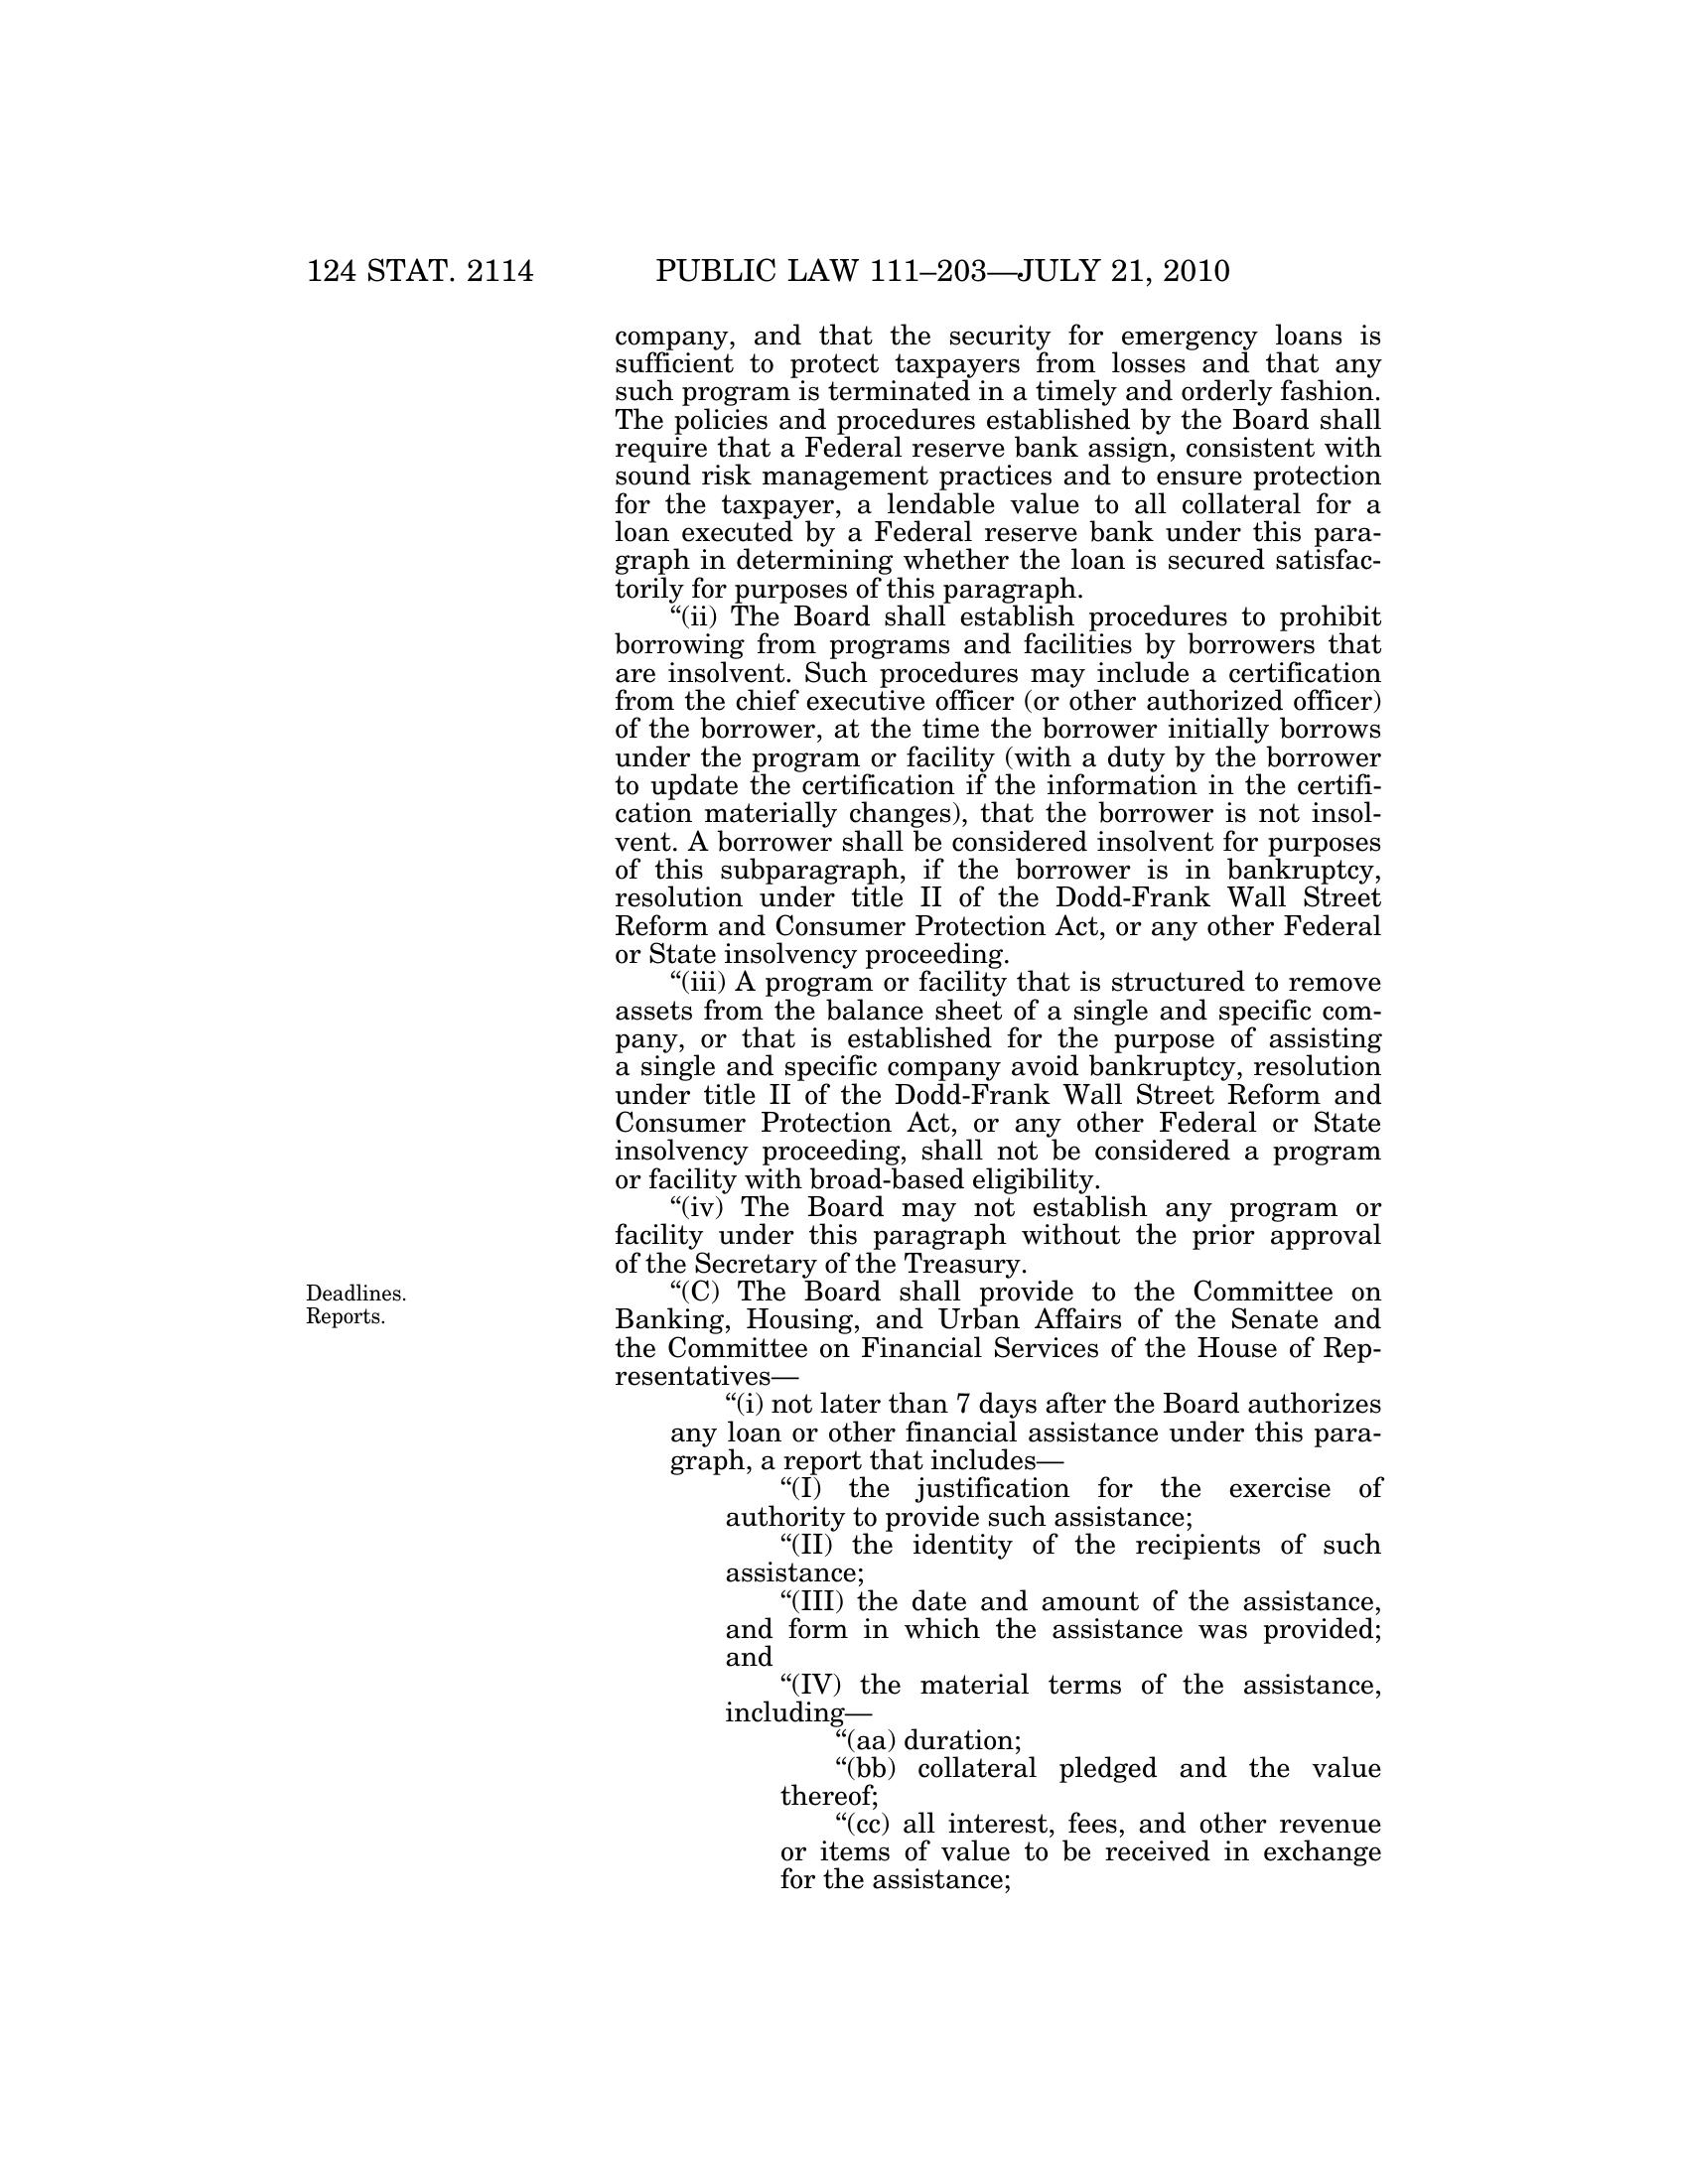 124 STAT. 2114 PUBLIC LAW 111–203—JULY 21, 2010
company, and that the security for emergency loans is
sufficient to protect taxpayers from losses and that any
such program is terminated in a timely and orderly fashion.
The policies and procedures established by the Board shall
require that a Federal reserve bank assign, consistent with
sound risk management practices and to ensure protection
for the taxpayer, a lendable value to all collateral for a
loan executed by a Federal reserve bank under this para-
graph in determining whether the loan is secured satisfac-
torily for purposes of this paragraph.
“(ii) The Board shall establish procedures to prohibit
borrowing from programs and facilities by borrowers that
are insolvent. Such procedures may include a certification
from the chief executive officer (or other authorized officer)
of the borrower, at the time the borrower initially borrows
under the program or facility (with a duty by the borrower
to update the certification if the information in the certifi-
cation materially changes), that the borrower is not insol-
vent. A borrower shall be considered insolvent for purposes
of this subparagraph, if the borrower is in bankruptcy,
resolution under title II of the Dodd-Frank Wall Street
Reform and Consumer Protection Act, or any other Federal
or State insolvency proceeding.
“(iii) A program or facility that is structured to remove
assets from the balance sheet of a single and specific com-
pany, or that is established for the purpose of assisting
a single and specific company avoid bankruptcy, resolution
under title II of the Dodd-Frank Wall Street Reform and
Consumer Protection Act, or any other Federal or State
insolvency proceeding, shall not be considered a program
or facility with broad-based eligibility.
“(iv) The Board may not establish any program or
facility under this paragraph without the prior approval
of the Secretary of the Treasury.
Deadlines.
Reports.
“(C) The Board shall provide to the Committee on
Banking, Housing, and Urban Affairs of the Senate and
the Committee on Financial Services of the House of Rep-
resentatives—
“(i) not later than 7 days after the Board authorizes
any loan or other financial assistance under this para-
graph, a report that includes—
“(I) the justification for the exercise of
authority to provide such assistance;
“(II) the identity of the recipients of such
assistance;
“(III) the date and amount of the assistance,
and form in which the assistance was provided;
and
“(IV) the material terms of the assistance,
including—
“(aa) duration;
“(bb) collateral pledged and the value
thereof;
“(cc) all interest, fees, and other revenue
or items of value to be received in exchange
for the assistance;